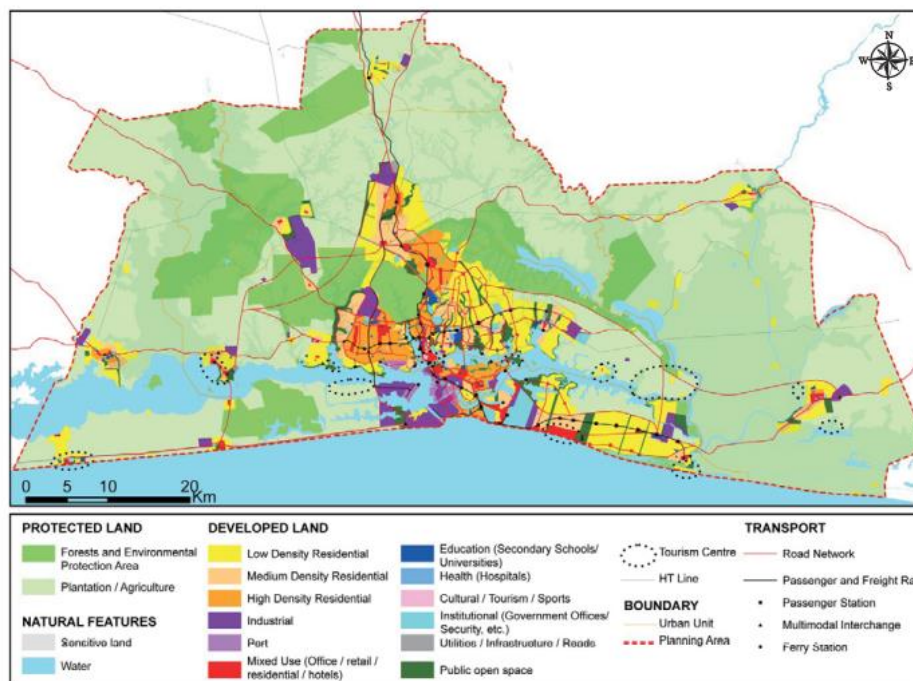 N
W
E
S
0 5 10 20
Km
PROTECTED LAND
Forests and Environmental
Protection Area
Plantation / Agriculture
NATURAL FEATURES
Sensitive land
Water
DEVELOPED LAND
Low Density Residential
Medium Density Residential
High Density Residential
Industrial
Port
Mixed Use (Office / retail /
residential / hotels)
Education (Secondary Schools/
Universities)
Health (Hospitals)
Cultural / Tourism / Sports
Institutional (Government Offices/
Security, etc.)
Utilities / Infrastructure / Roads
Public open space
TRANSPORT
Tourism Centre
HT Line
BOUNDARY
Urban Unit
Planning Area
Road Network
Passenger and Freight Ra
Passenger Station
Multimodal Interchange
Ferry Station